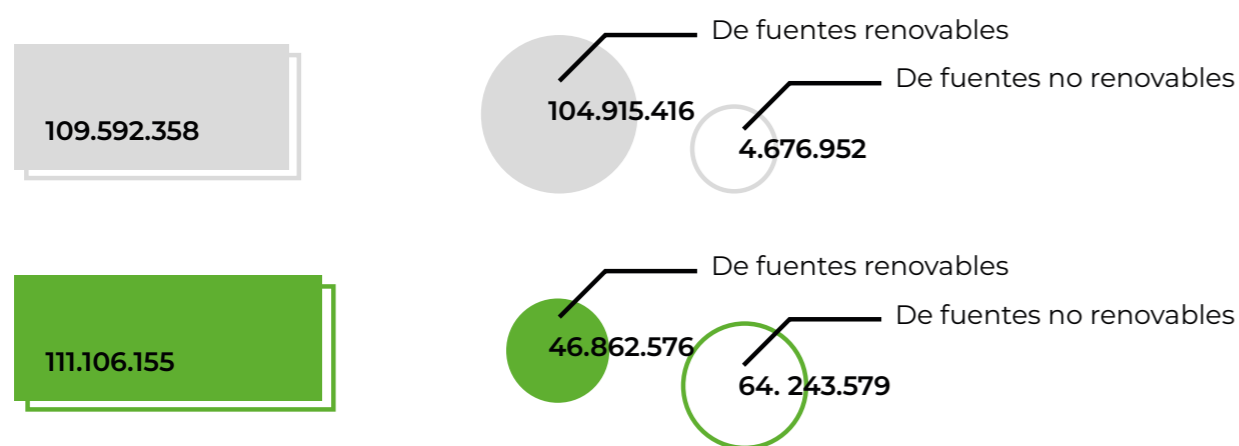 De fuentes renovables
De fuentes no renovables
109.592.358
104.915.416
4.676.952
De fuentes renovables
De fuentes no renovables
111.106.155
46.862.576
64. 243.579